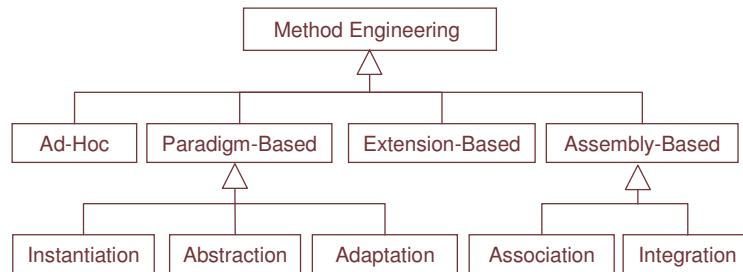 Method Engineering
Ad-Hoc
Paradigm-Based
Extension-Based
Assembly-Based
Instantiation
Abstraction
Adaptation
Association
Integration